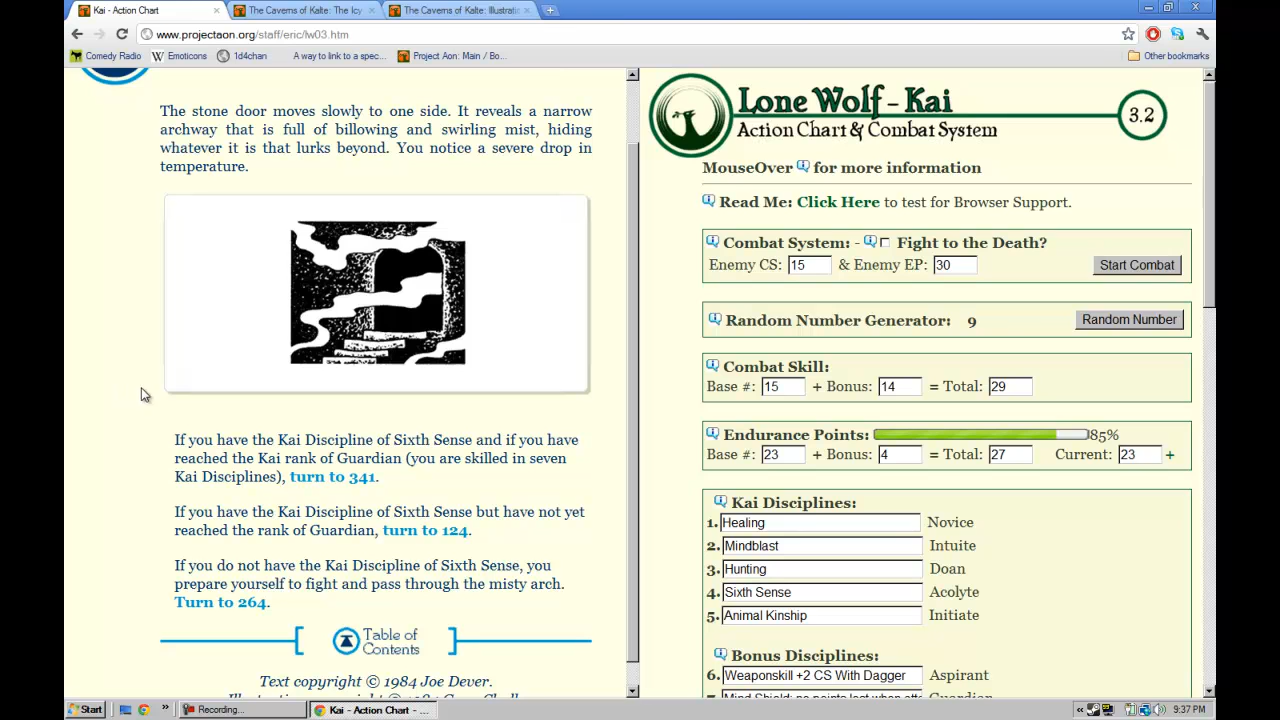 Kai - Action Chart
The Caverns of Kalte: The Icy
The Caverns of Kalte: Illustratin
www.projectaon.org/staff/eric/lw03.htm
Comedy Radio
Emoticons
1d4chan
A way to link to a spec...
Project Aon: Main / Bo...
Other bookmarks
The stone door moves slowly to one side. It reveals a narrow
archway that is full of billowing and swirling mist, hiding
whatever it is that lurks beyond. You notice a severe drop in
temperature.
If you have the Kai Discipline of Sixth Sense and if you have
reached the Kai rank of Guardian (you are skilled in seven
Kai Disciplines), turn to 341.
If you have the Kai Discipline of Sixth Sense but have not yet
reached the rank of Guardian, turn to 124.
If you do not have the Kai Discipline of Sixth Sense, you
prepare yourself to fight and pass through the misty arch.
Turn to 264.
Table of
Contents
Text copyright © 1984 Joe Dever.
Lone Wolf - Kai
Action Chart & Combat System
3.2
MouseOver for more information
Read Me: Click Here to test for Browser Support.
Combat System: - Fight to the Death?
Enemy CS: 15 & Enemy EP: 30 Start Combat
Random Number Generator: 9 Random Number
Combat Skill:
Base #: 15 + Bonus: 14 = Total: 29
Endurance Points: 85%
Base #: 23 + Bonus: 4 = Total: 27 Current: 23 +
Kai Disciplines:
1. Healing Novice
2. Mindblast Intuite
3. Hunting Doan
4. Sixth Sense Acolyte
5. Animal Kinship Initiate
Bonus Disciplines:
6. Weaponskill +2 CS With Dagger Aspirant
Start
»
Recording...
Kai - Action Chart - ...
«
9:37 PM